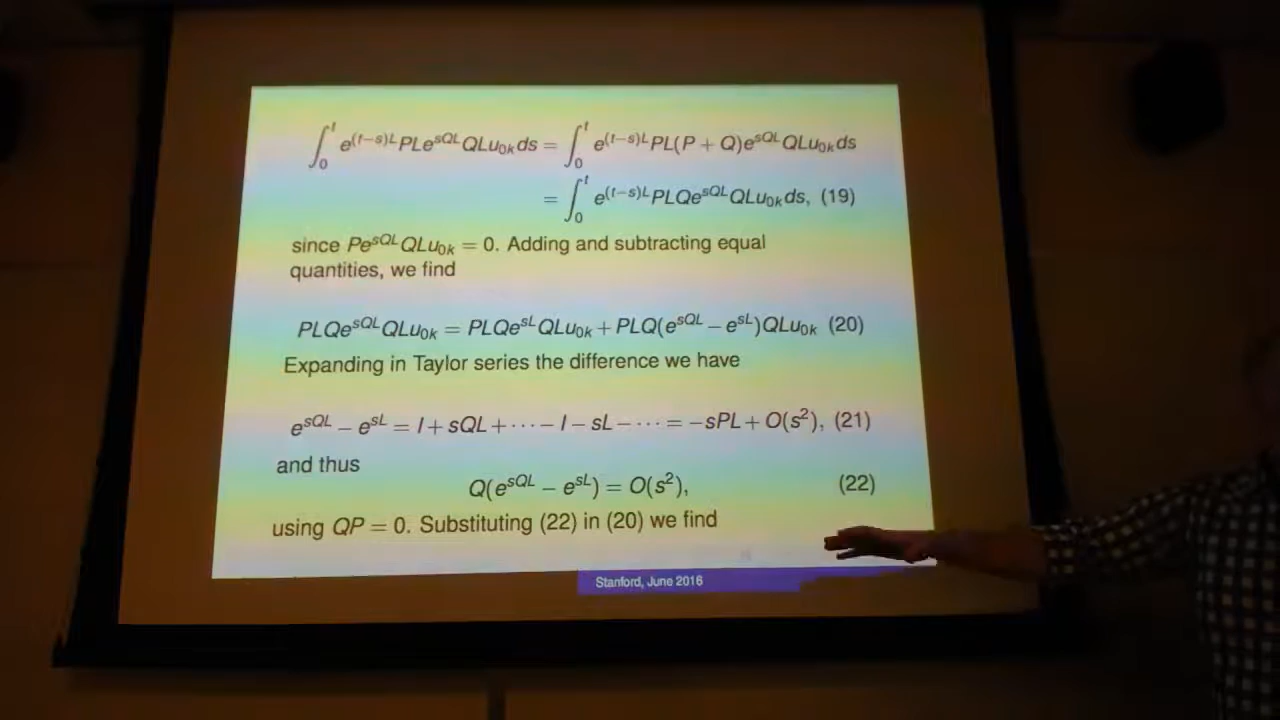 ∫₀ᵗ e^{(t−s)L}PLe^{sQL}QLu_{0k}ds = ∫₀ᵗ e^{(t−s)L}PL(P + Q)e^{sQL}QLu_{0k}ds
= ∫₀ᵗ e^{(t−s)L}PLQe^{sQL}QLu_{0k}ds, (19)
since Pe^{sQL}QLu_{0k} = 0. Adding and subtracting equal
quantities, we find
PLQe^{sQL}QLu_{0k} = PLQe^{sL}QLu_{0k} + PLQ(e^{sQL} − e^{sL})QLu_{0k} (20)
Expanding in Taylor series the difference we have
e^{sQL} − e^{sL} = I + sQL + ··· − I − sL − ··· = −sPL + O(s²), (21)
and thus
Q(e^{sQL} − e^{sL}) = O(s²), (22)
using QP = 0. Substituting (22) in (20) we find
Stanford, June 2016